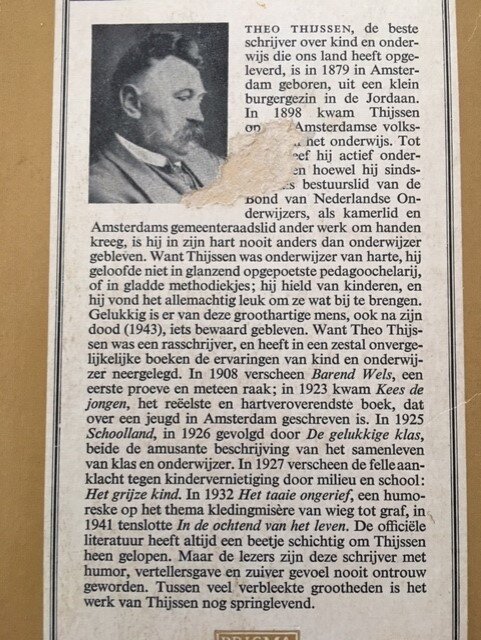 THEO THIJSSEN, de beste
schrijver over kind en onder-
wijs die ons land heeft opge-
leverd, is in 1879 in Amster-
dam geboren, uit een klein
burgergezin in de Jordaan.
In 1898 kwam Thijssen
Amsterdamse volks-
het onderwijs. Tot
hij actief onder-
en hoewel hij sinds-
bestuurslid van de
Bond van Nederlandse On-
derwijzers, als kamerlid en
Amsterdams gemeenteraadslid ander werk om handen
kreeg, is hij in zijn hart nooit anders dan onderwijzer
gebleven. Want Thijssen was onderwijzer van harte, hij
geloofde niet in glanzend opgepoetste pedagoochelarij,
of in gladde methodiekjes; hij hield van kinderen, en
hij vond het allemachtig leuk om ze wat bij te brengen.
Gelukkig is er van deze groothartige mens, ook na zijn
dood (1943), iets bewaard gebleven. Want Theo Thijs-
sen was een rasschrijver, en heeft in een zestal onverge-
lijkelijke boeken de ervaringen van kind en onderwij-
zer neergelegd. In 1908 verscheen Barend Wels, een
eerste proeve en meteen raak; in 1923 kwam Kees de
jongen, het reëelste en hartveroverendste boek, dat
over een jeugd in Amsterdam geschreven is. In 1925
Schoolland, in 1926 gevolgd door De gelukkige klas,
beide de amusante beschrijving van het samenleven
van klas en onderwijzer. In 1927 verscheen de felle aan-
klacht tegen kindervernietiging door milieu en school:
Het grijze kind. In 1932 Het taaie ongerief, een humo-
reske op het thema kledingmisère van wieg tot graf, in
1941 tenslotte In de ochtend van het leven. De officiële
literatuur heeft altijd een beetje schichtig om Thijssen
heen gelopen. Maar de lezers zijn deze schrijver met
humor, vertellersgave en zuiver gevoel nooit ontrouw
geworden. Tussen veel verbleekte grootheden is het
werk van Thijssen nog springlevend.
PRISMA